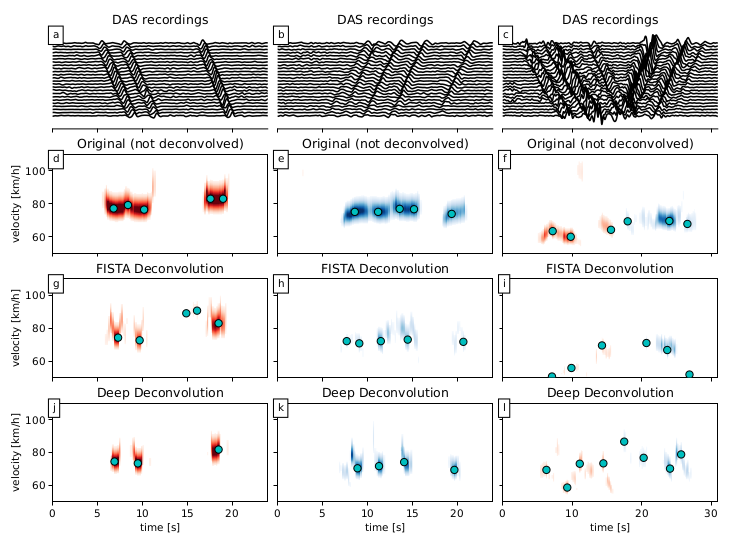 DAS recordings DAS recordings DAS recordings
a b c
Original (not deconvolved) Original (not deconvolved) Original (not deconvolved)
d e f
velocity [km/h]
100
80
60
FISTA Deconvolution FISTA Deconvolution FISTA Deconvolution
g h i
velocity [km/h]
100
80
60
Deep Deconvolution Deep Deconvolution Deep Deconvolution
j k l
velocity [km/h]
100
80
60
0 5 10 15 20 0 5 10 15 20 0 10 20 30
time [s] time [s] time [s]